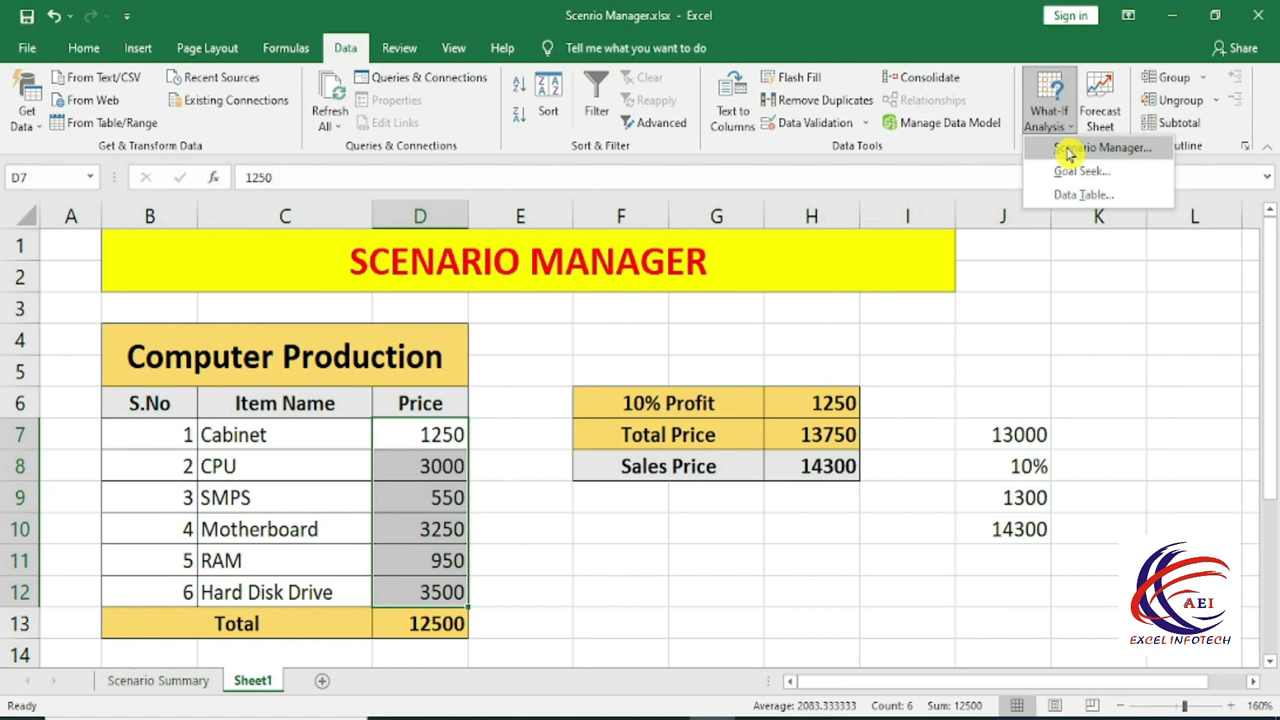 Scenrio Manager.xlsx - Excel
Sign in
File Home Insert Page Layout Formulas Data Review View Help Tell me what you want to do Share
From Text/CSV
From Web
From Table/Range
Recent Sources
Existing Connections
Get Data
Get & Transform Data
Refresh All
Queries & Connections
Properties
Edit Links
Queries & Connections
Sort
Filter
Clear
Reapply
Advanced
Sort & Filter
Text to Columns
Flash Fill
Remove Duplicates
Data Validation
Consolidate
Relationships
Manage Data Model
Data Tools
What-If Analysis
Forecast Sheet
Group
Ungroup
Subtotal
utline
Scenario Manager...
Goal Seek...
Data Table...
D7 fx 1250
A B C D E F G H I J K L
1
2
3
4
5
6
7
8
9
10
11
12
13
14
SCENARIO MANAGER
Computer Production
S.No Item Name Price
1 Cabinet 1250
2 CPU 3000
3 SMPS 550
4 Motherboard 3250
5 RAM 950
6 Hard Disk Drive 3500
Total 12500
10% Profit 1250
Total Price 13750
Sales Price 14300
13000
10%
1300
14300
AEI
EXCEL INFOTECH
Scenario Summary Sheet1
Ready Average: 2083.333333 Count: 6 Sum: 12500 160%